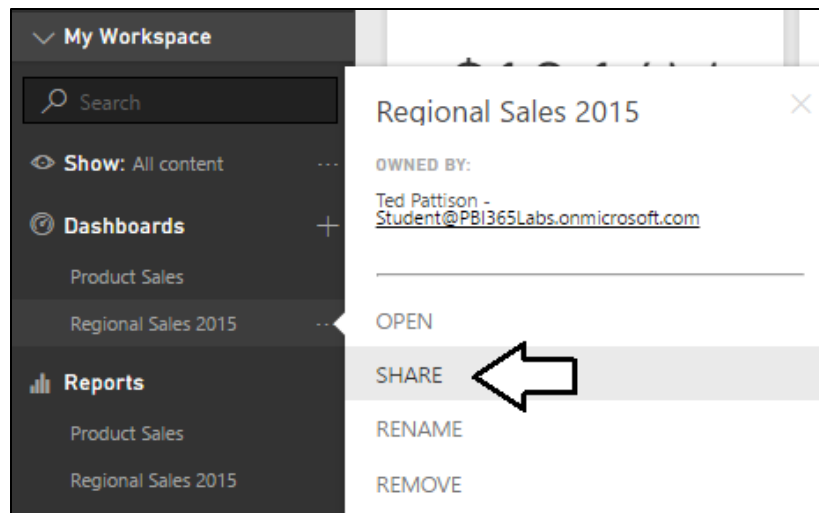 My Workspace
Search
Show: All content ...
Dashboards +
Product Sales
Regional Sales 2015 ...
Reports
Product Sales
Regional Sales 2015
Regional Sales 2015
OWNED BY:
Ted Pattison -
Student@PBI365Labs.onmicrosoft.com
OPEN
SHARE
RENAME
REMOVE